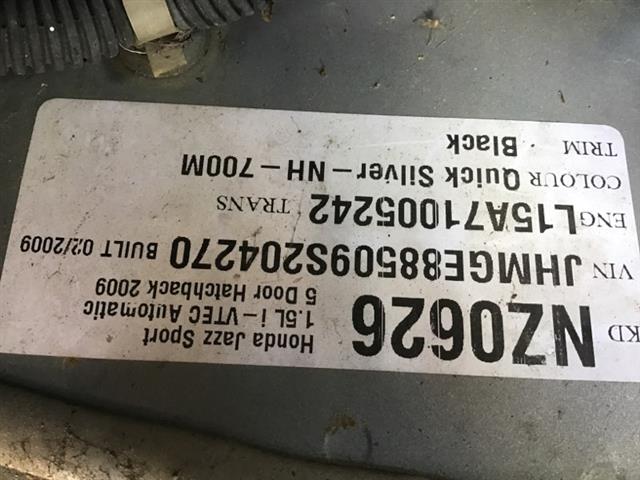 KD NZ0626
Honda Jazz Sport
1.5L i-VTEC Automatic
5 Door Hatchback 2009
VIN JHMGE88509S204270 BUILT 02/2009
ENG L15A71005242 TRANS
COLOUR Quick Silver-NH-700M
TRIM Black